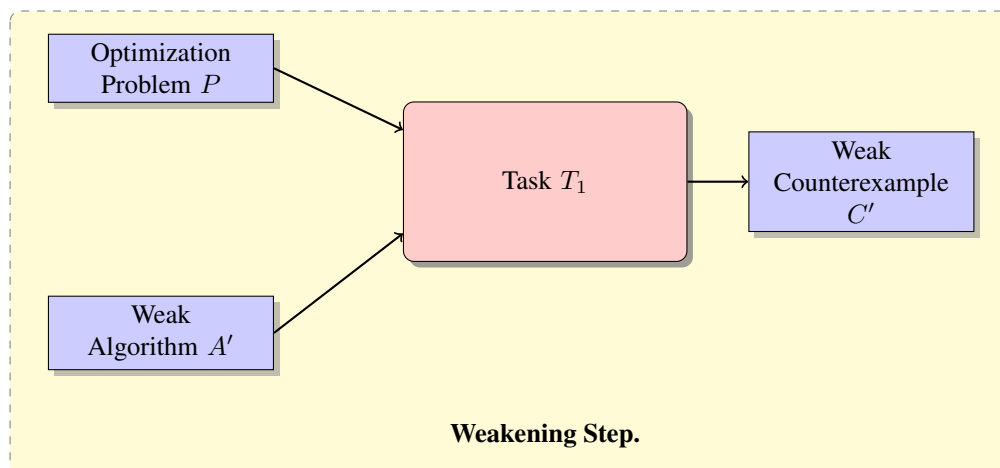 Optimization
Problem P
Task T₁
Weak
Counterexample
C′
Weak
Algorithm A′
Weakening Step.